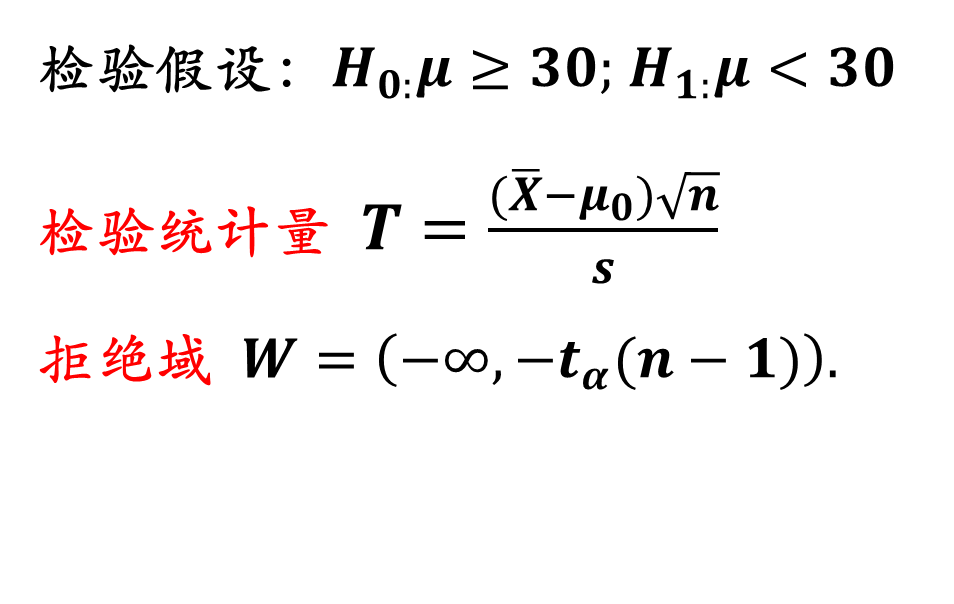 检验假设：H₀:μ ≥ 30; H₁:μ < 30
检验统计量 T = (X̄−μ₀)√n / s
拒绝域 W = (−∞, −tα(n − 1)).